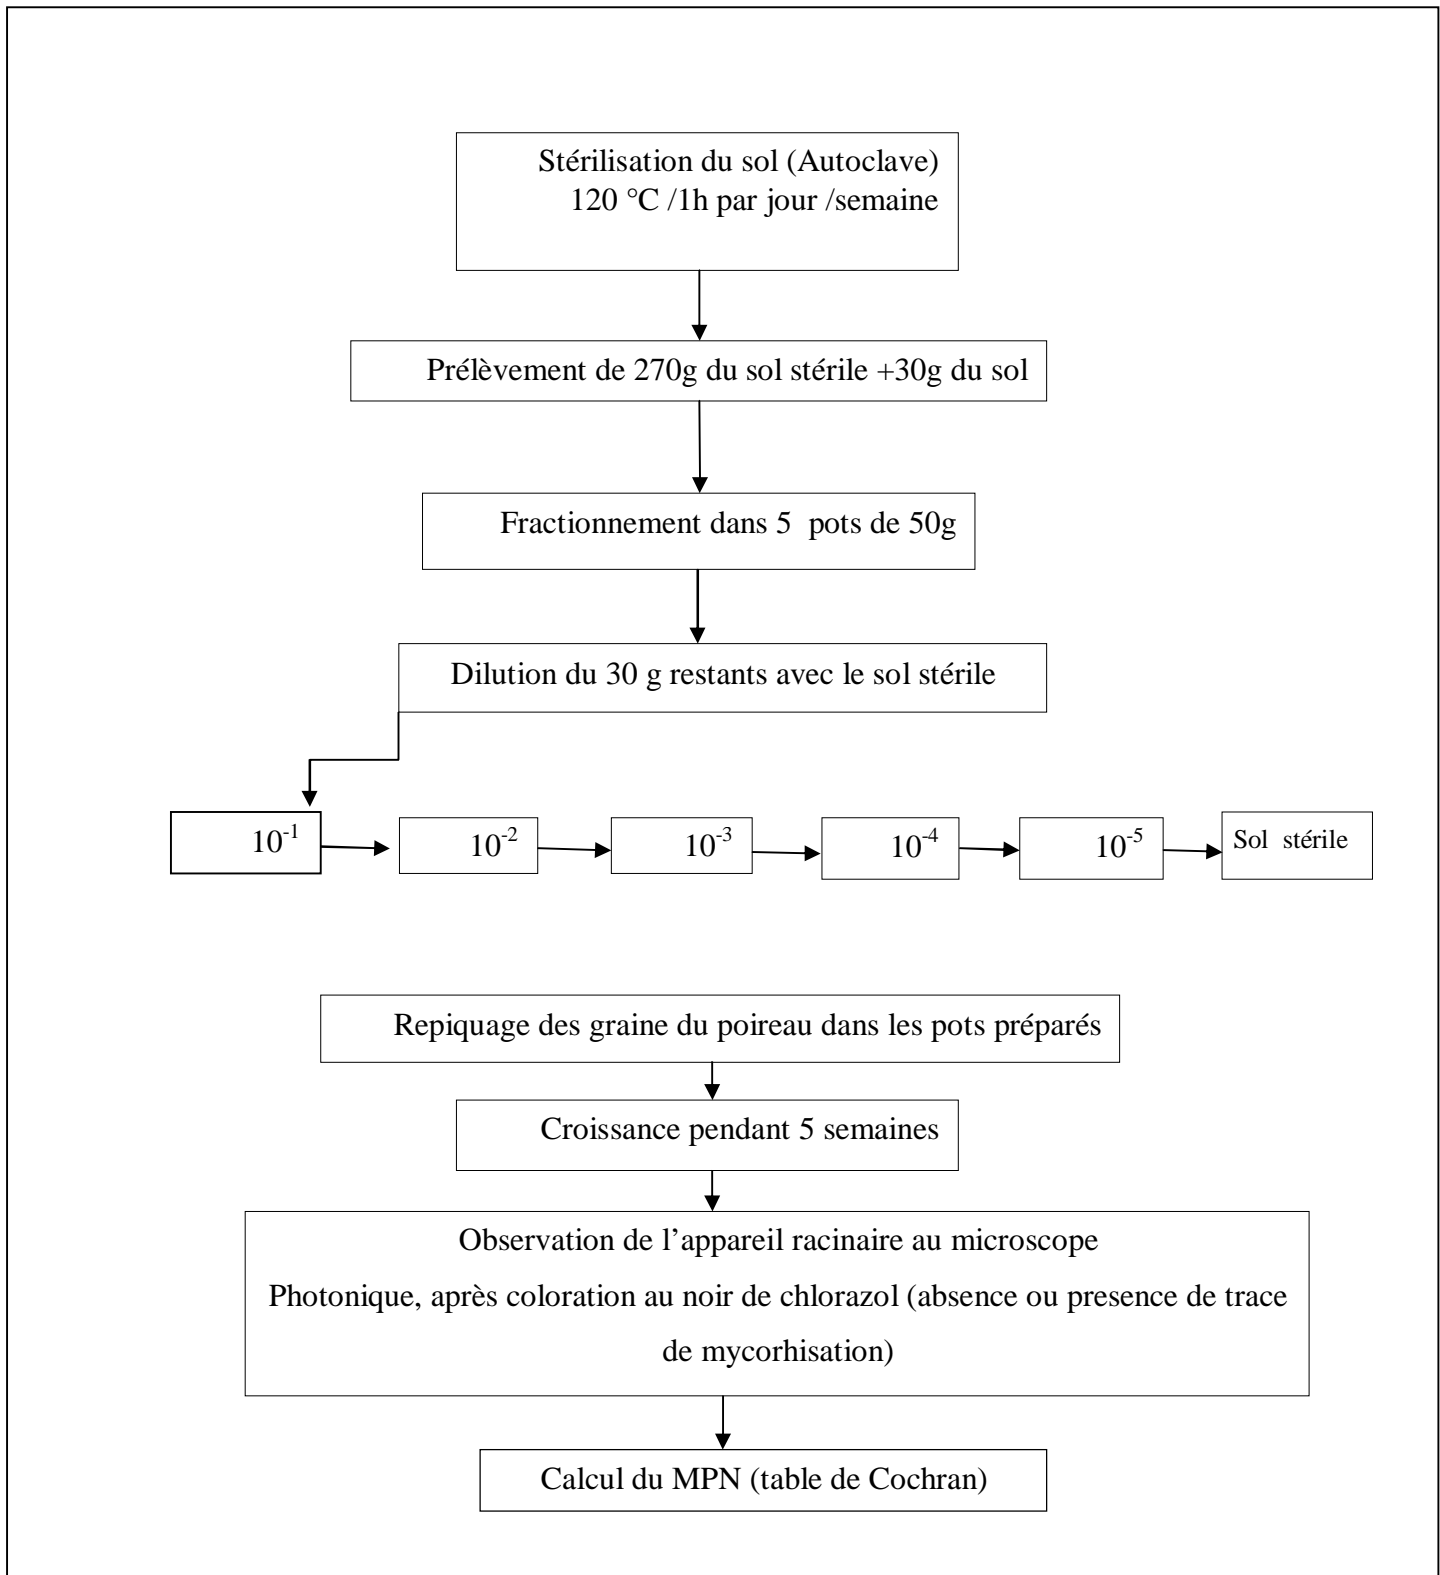 Stérilisation du sol (Autoclave)
120 °C /1h par jour /semaine
Prélèvement de 270g du sol stérile +30g du sol
Fractionnement dans 5 pots de 50g
Dilution du 30 g restants avec le sol stérile
10⁻¹ 10⁻² 10⁻³ 10⁻⁴ 10⁻⁵ Sol stérile
Repiquage des graine du poireau dans les pots préparés
Croissance pendant 5 semaines
Observation de l’appareil racinaire au microscope
Photonique, après coloration au noir de chlorazol (absence ou presence de trace
de mycorhisation)
Calcul du MPN (table de Cochran)